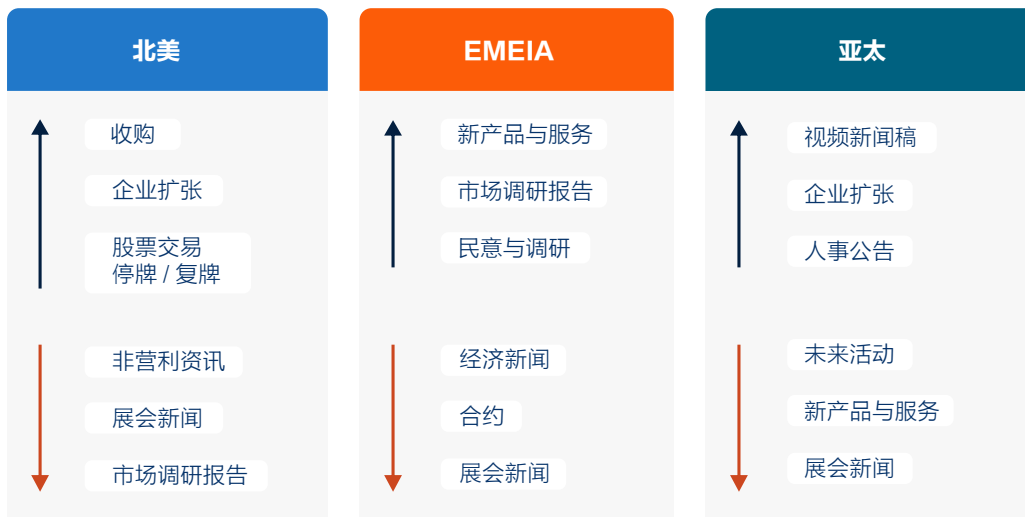 北美
收购
企业扩张
股票交易
停牌 / 复牌
非营利资讯
展会新闻
市场调研报告
EMEIA
新产品与服务
市场调研报告
民意与调研
经济新闻
合约
展会新闻
亚太
视频新闻稿
企业扩张
人事公告
未来活动
新产品与服务
展会新闻